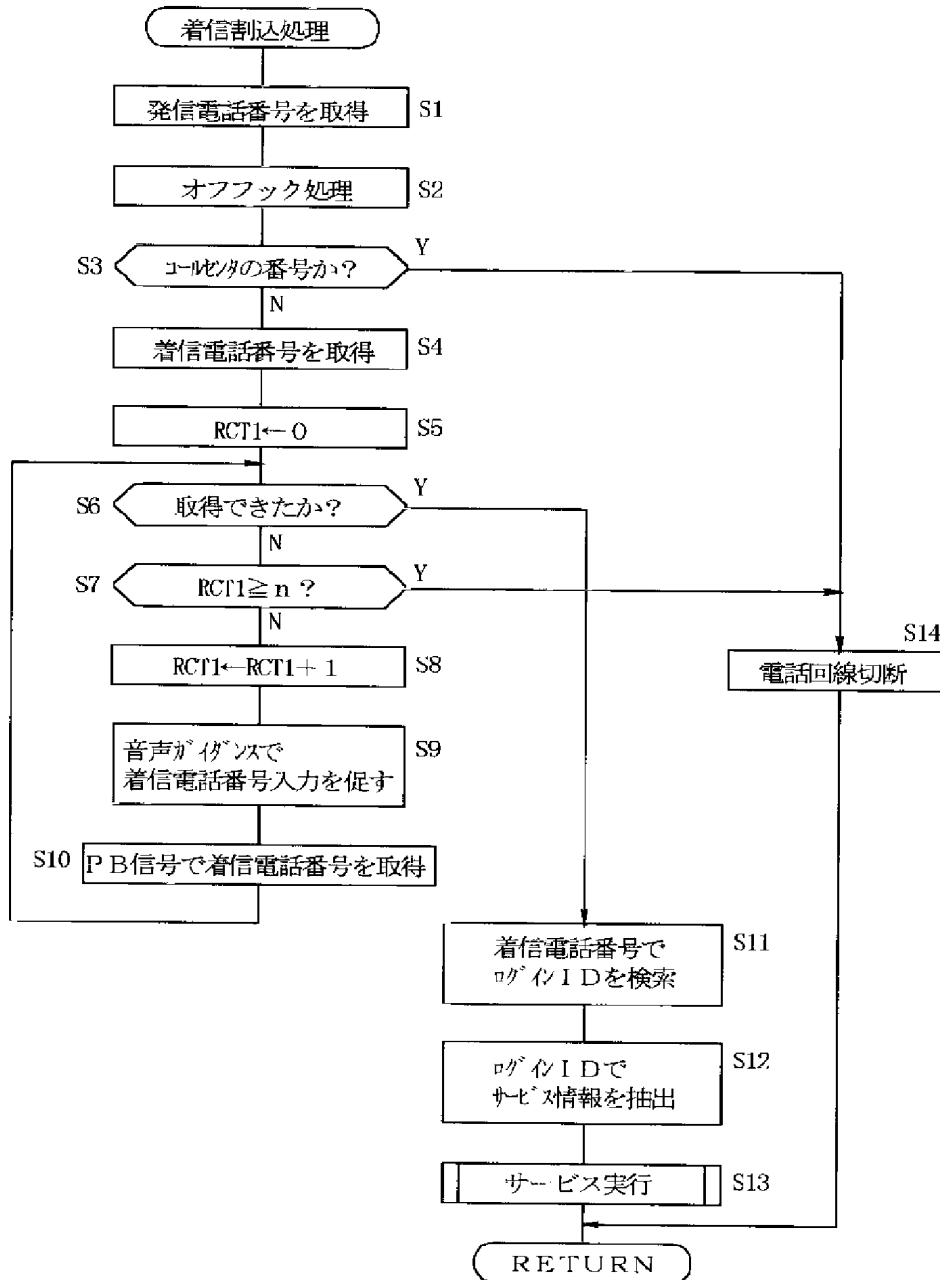 着信割込処理
発信電話番号を取得 S1
オフフック処理 S2
S3 ｺｰﾙｾﾝﾀの番号か？ Y
N
着信電話番号を取得 S4
RCT1←0 S5
S6 取得できたか？ Y
N
S7 RCT1≧ｎ？ Y
N
S14
RCT1←RCT1＋１ S8
電話回線切断
音声ｶﾞｲﾀﾞﾝｽで S9
着信電話番号入力を促す
S10 ＰＢ信号で着信電話番号を取得
着信電話番号で S11
ﾛｸﾞｲﾝＩＤを検索
ﾛｸﾞｲﾝＩＤで S12
ｻｰﾋﾞｽ情報を抽出
サービス実行 S13
ＲＥＴＵＲＮ